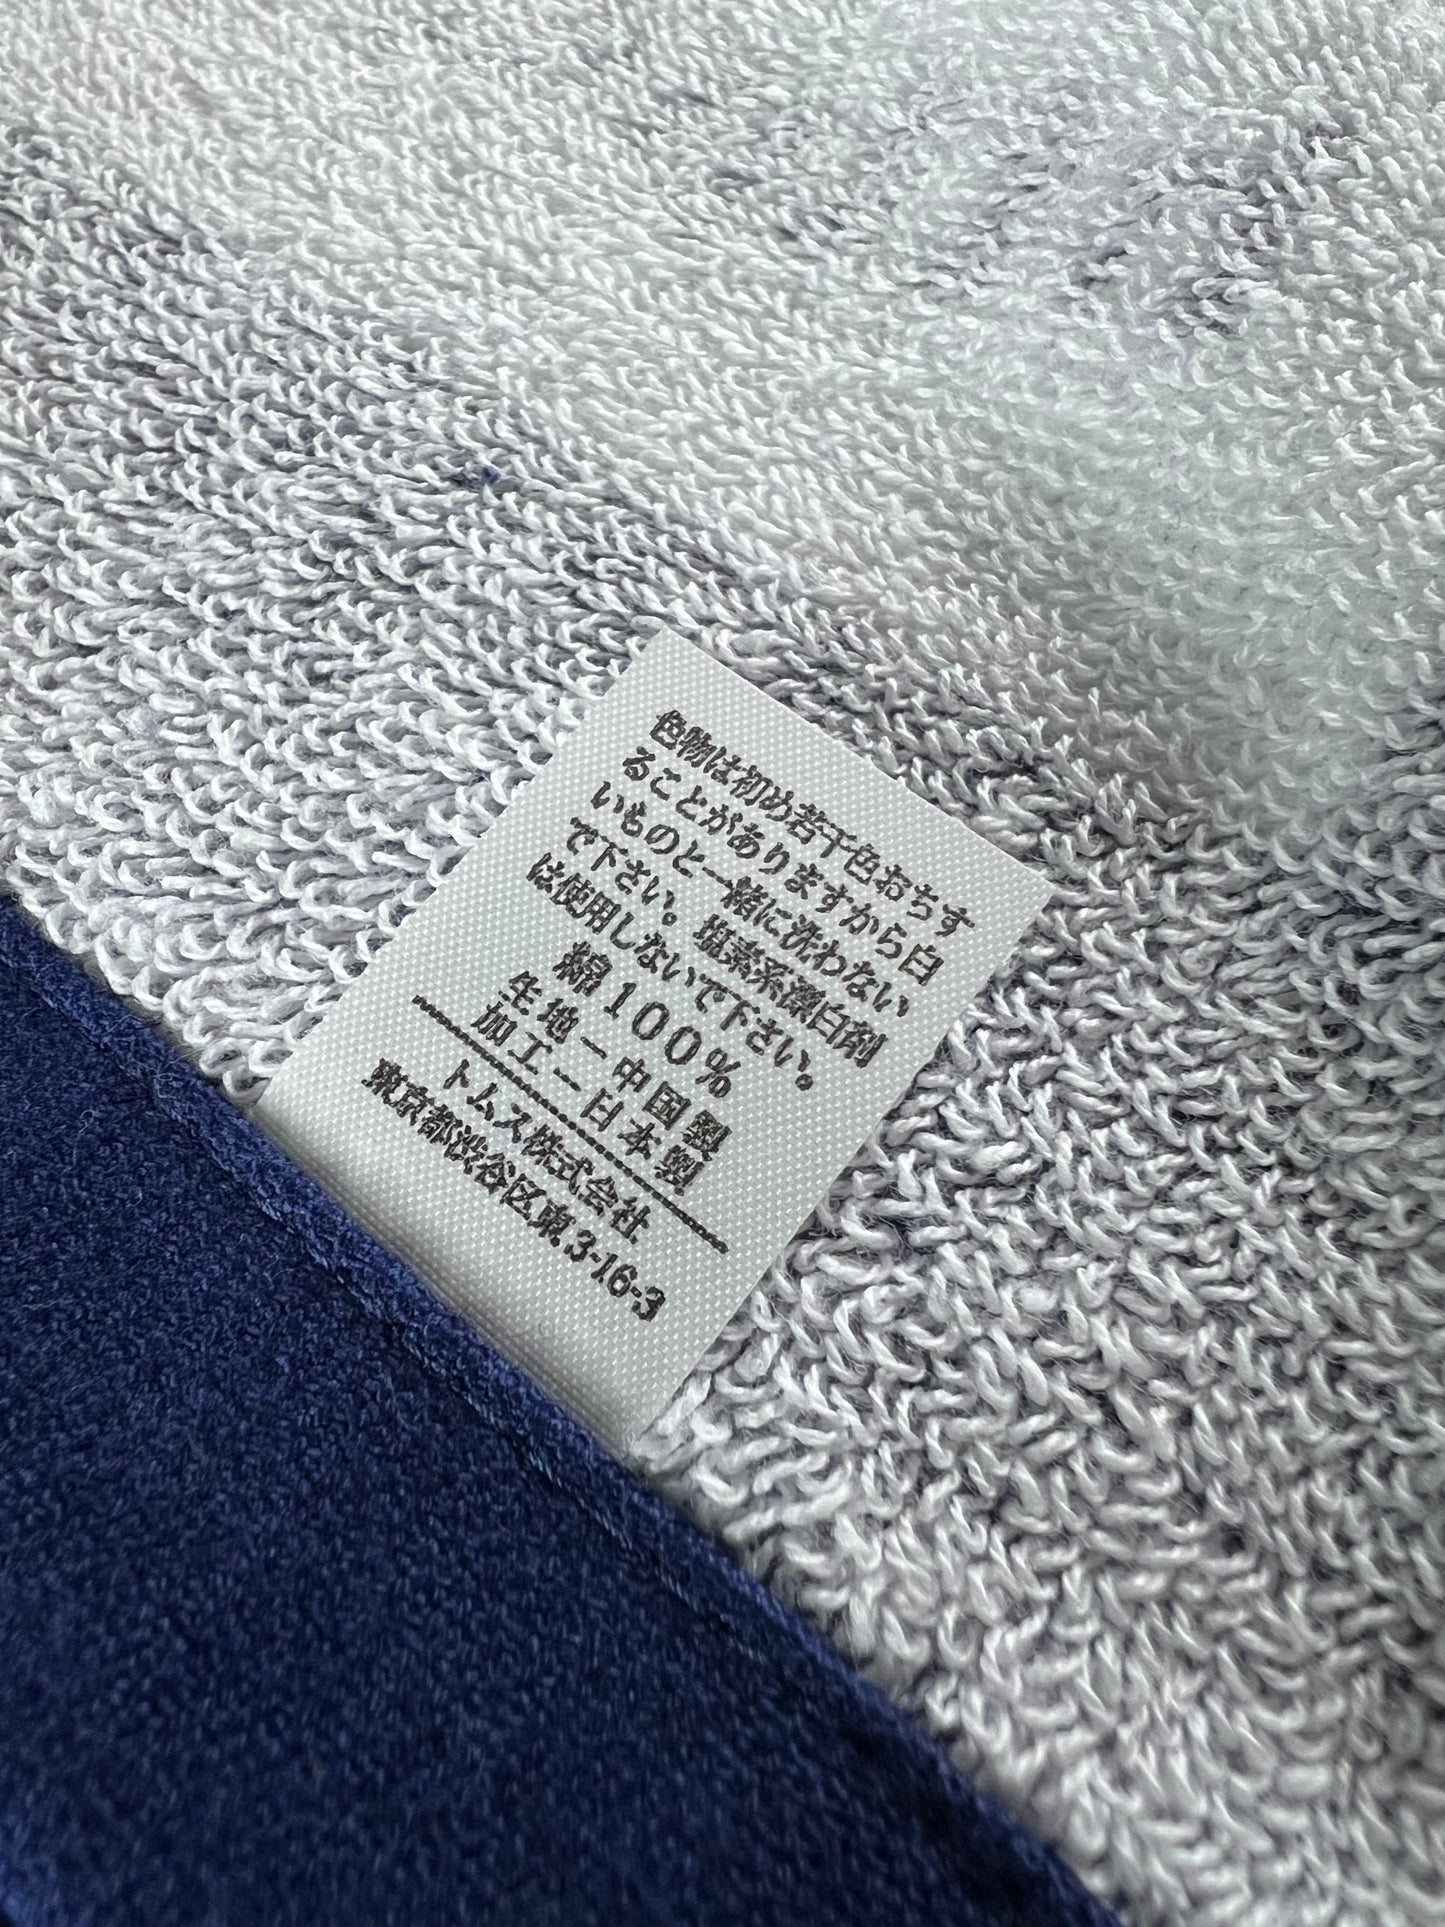 色物は初め若干色おちす
ることがありますから白
いものと一緒に洗わない
で下さい。塩素系漂白剤
は使用しないで下さい。
綿100%
生地ー中国製
加工ー日本製
トムス株式会社
東京都渋谷区東3-16-3